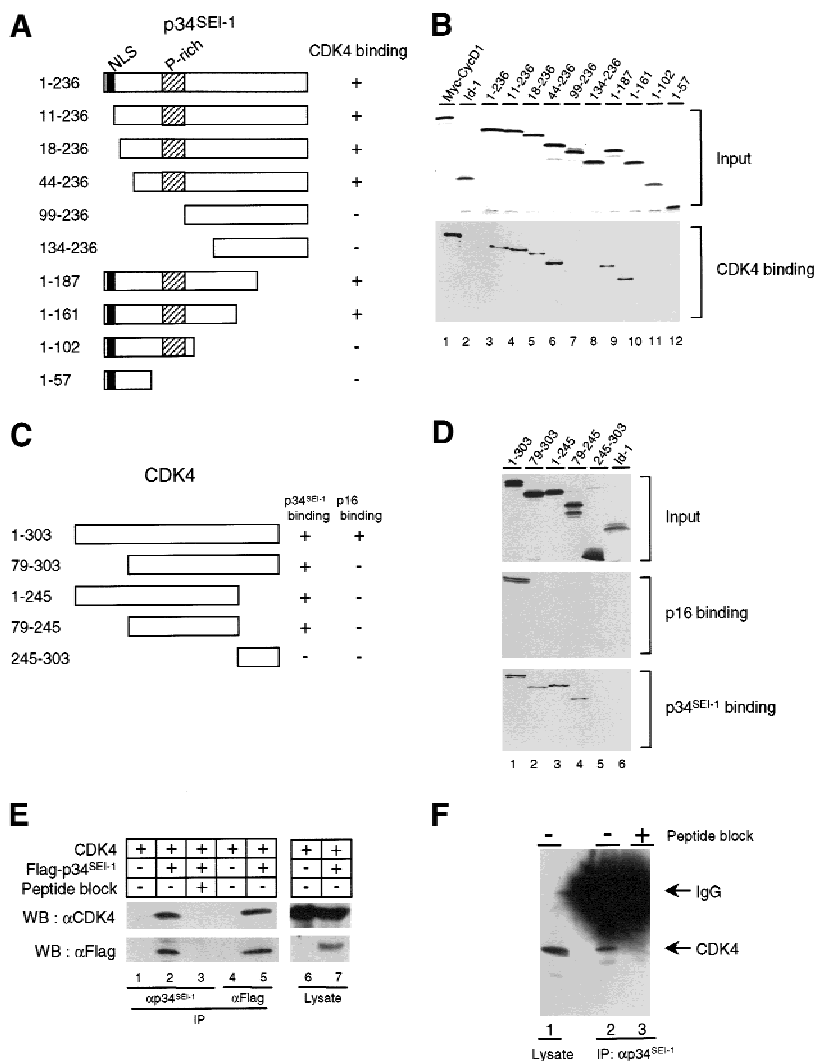 A
p34SEI-1
NLS
P-rich
CDK4 binding
1-236 +
11-236 +
18-236 +
44-236 +
99-236 -
134-236 -
1-187 +
1-161 +
1-102 -
1-57 -
B
Myc-CycD1
Id-1
1-236
11-236
18-236
44-236
99-236
134-236
1-187
1-161
1-102
1-57
Input
CDK4 binding
1 2 3 4 5 6 7 8 9 10 11 12
C
CDK4
p34SEI-1 binding
p16 binding
1-303 + +
79-303 + -
1-245 + -
79-245 + -
245-303 - -
D
1-303
79-303
1-245
79-245
245-303
Id-1
Input
p16 binding
p34SEI-1 binding
1 2 3 4 5 6
E
CDK4 + + + + + + +
Flag-p34SEI-1 - + + - + - +
Peptide block - - + - - - -
WB : αCDK4
WB : αFlag
1 2 3 4 5 6 7
αp34SEI-1 αFlag Lysate
IP
F
- - + Peptide block
IgG
CDK4
1 2 3
Lysate IP: αp34SEI-1